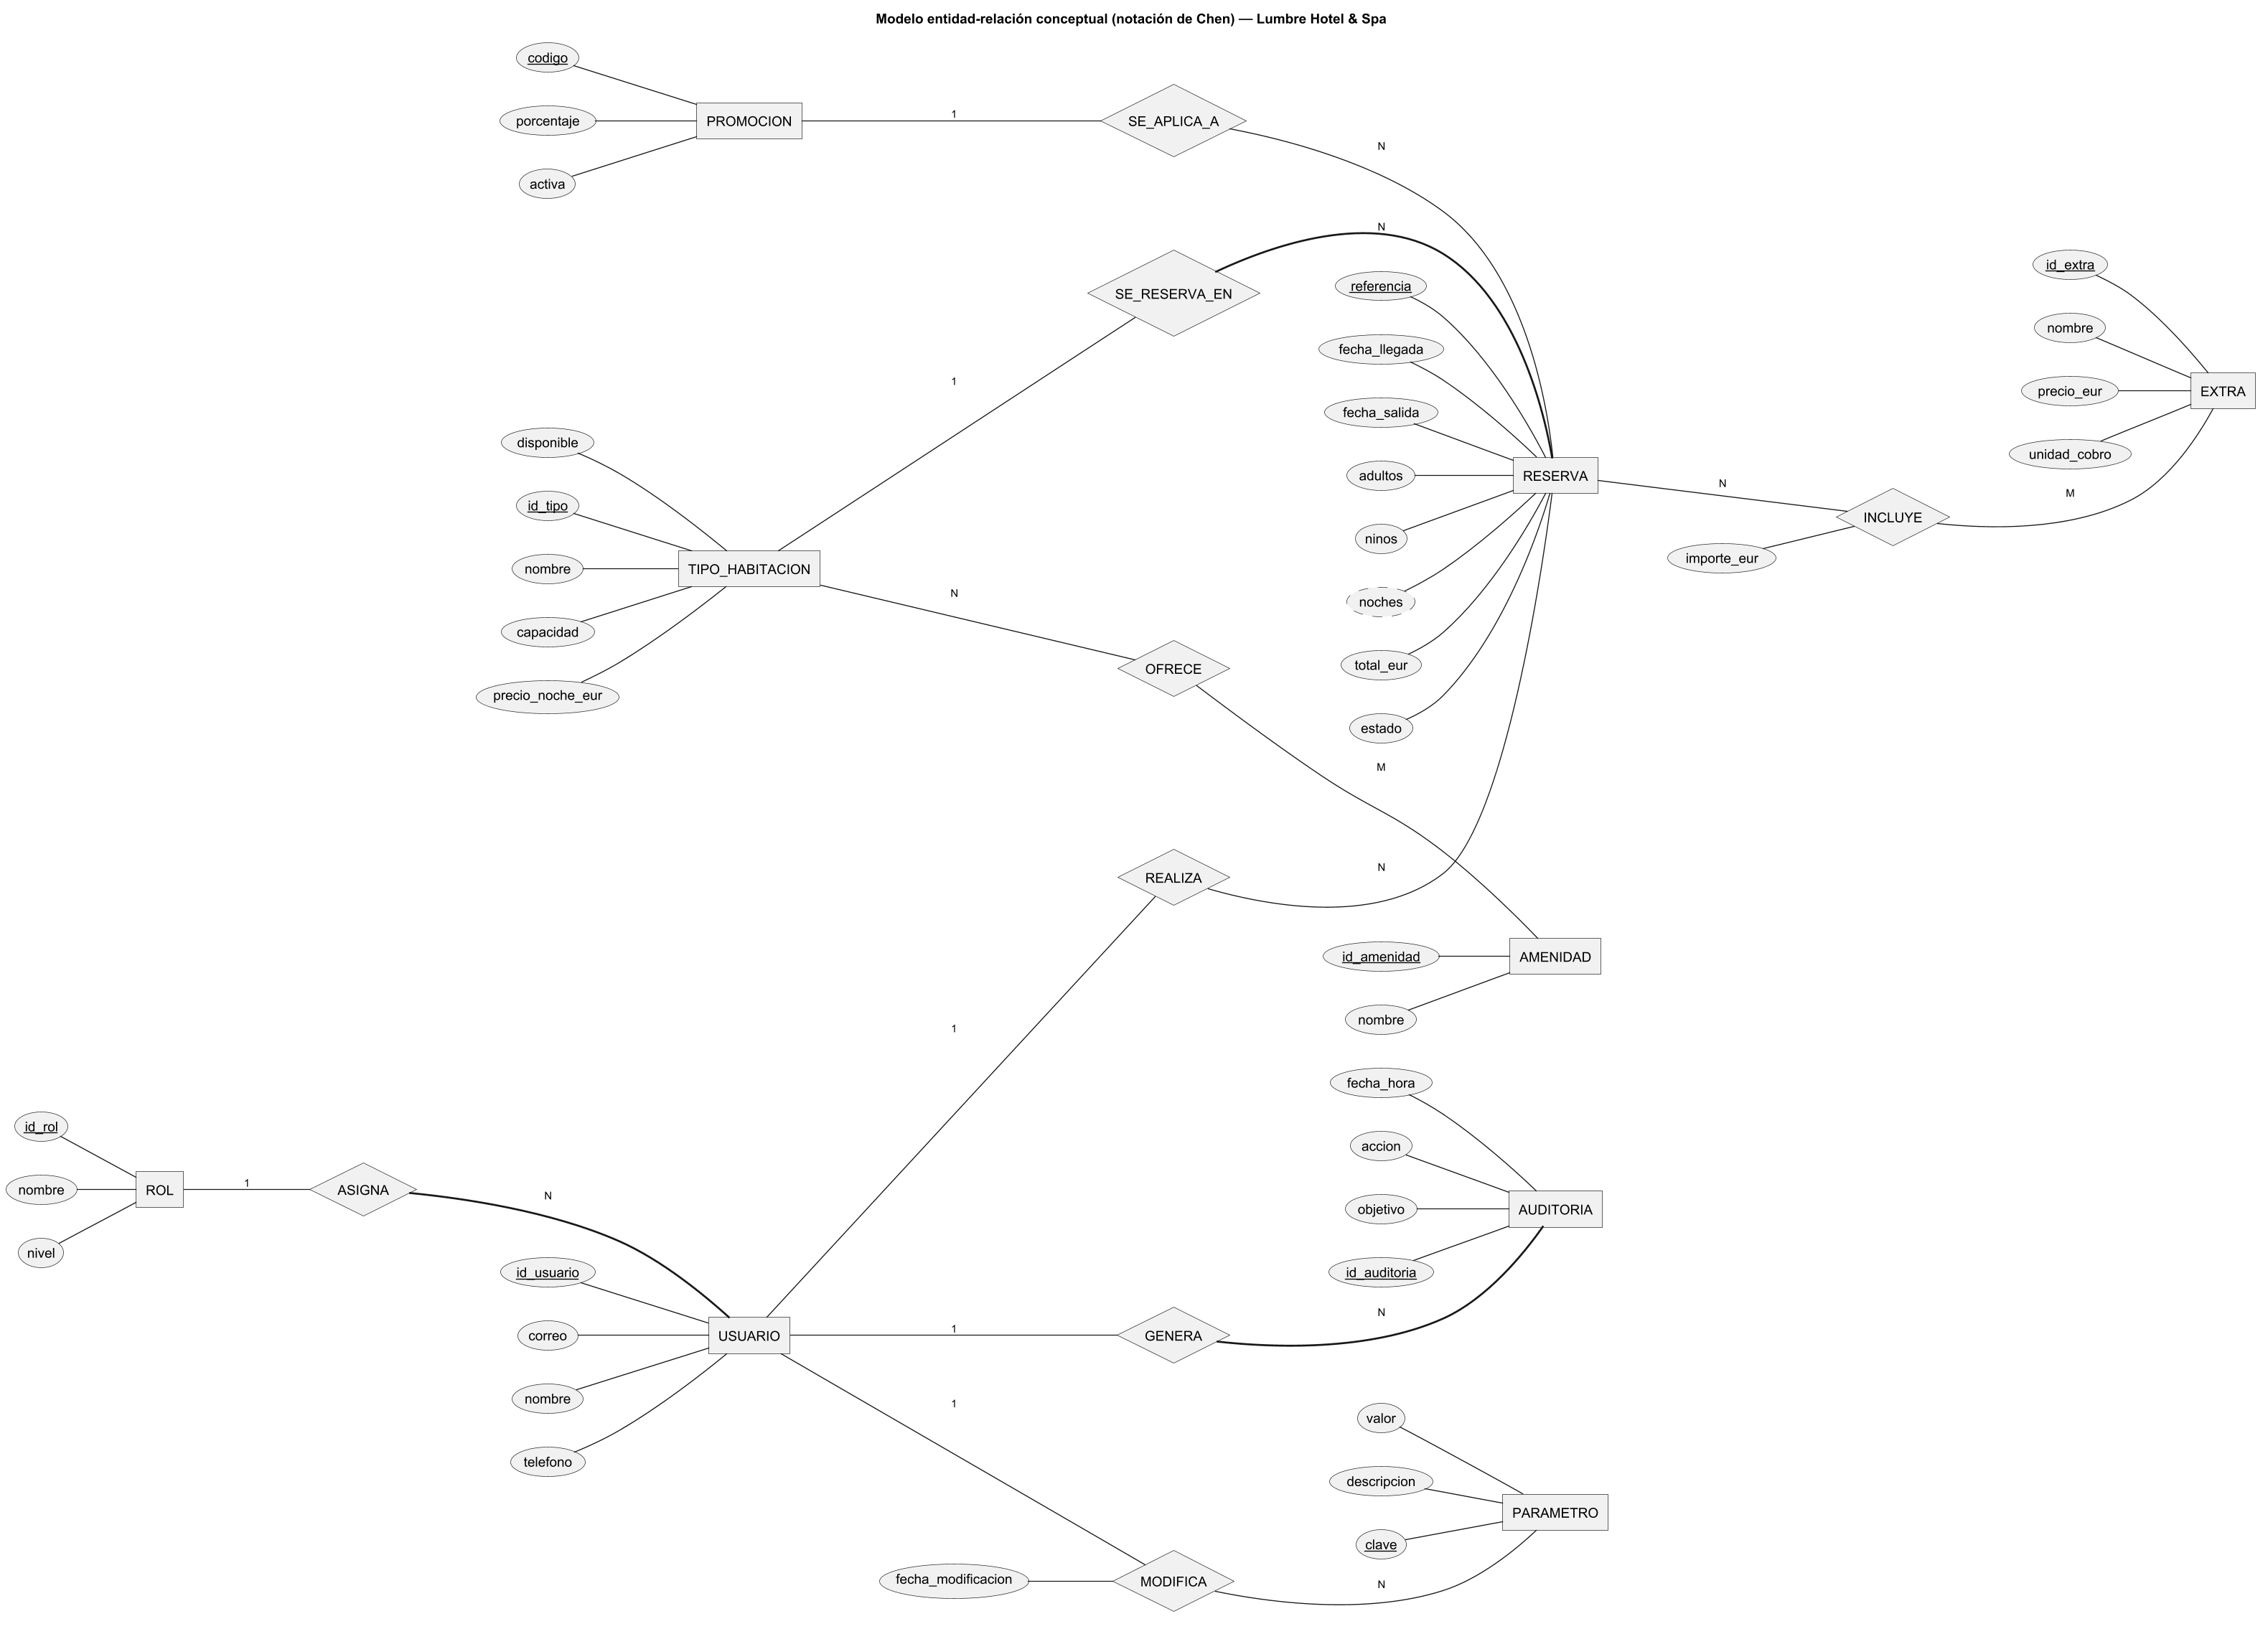 Modelo entidad-relación conceptual (notación de Chen) — Lumbre Hotel & Spa
codigo
porcentaje
activa
PROMOCION
1
SE_APLICA_A
N
SE_RESERVA_EN
N
1
disponible
id_tipo
nombre
capacidad
precio_noche_eur
TIPO_HABITACION
N
OFRECE
M
referencia
fecha_llegada
fecha_salida
adultos
ninos
noches
total_eur
estado
RESERVA
N
INCLUYE
importe_eur
M
id_extra
nombre
precio_eur
unidad_cobro
EXTRA
REALIZA
N
1
id_amenidad
nombre
AMENIDAD
id_rol
nombre
nivel
ROL
1
ASIGNA
N
id_usuario
correo
nombre
telefono
USUARIO
1
GENERA
N
fecha_hora
accion
objetivo
id_auditoria
AUDITORIA
1
fecha_modificacion
MODIFICA
N
valor
descripcion
clave
PARAMETRO